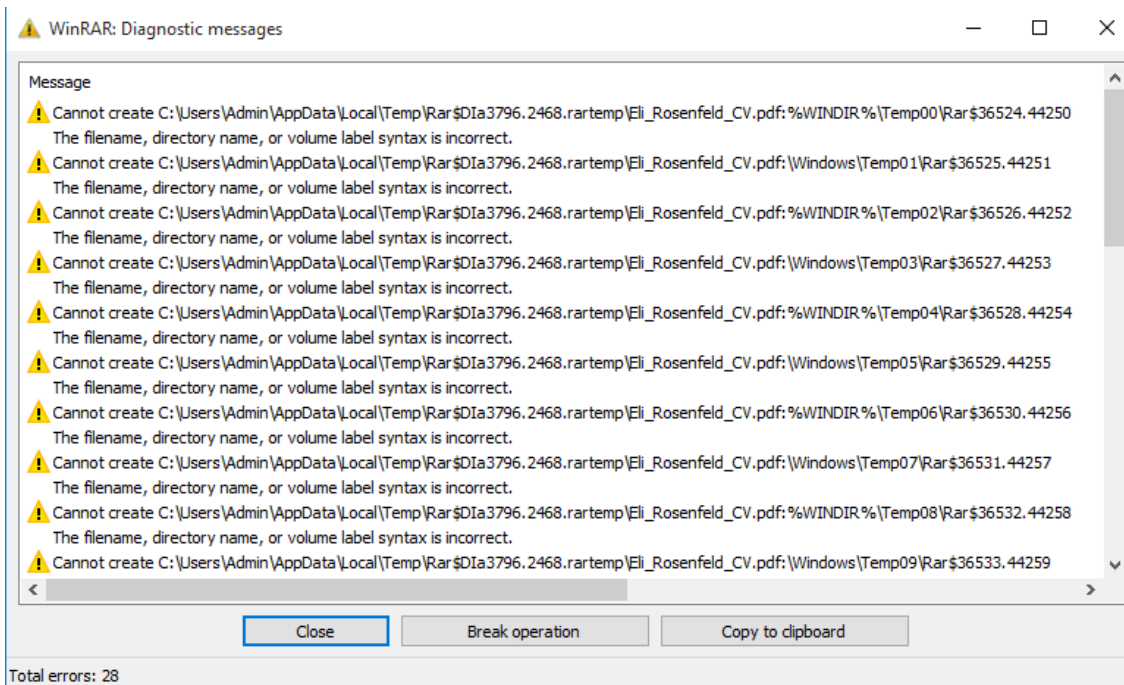 WinRAR: Diagnostic messages
Message
Cannot create C:\Users\Admin\AppData\Local\Temp\Rar$DIa3796.2468.rartemp\Eli_Rosenfeld_CV.pdf:%WINDIR%\Temp00\Rar$36524.44250
The filename, directory name, or volume label syntax is incorrect.
Cannot create C:\Users\Admin\AppData\Local\Temp\Rar$DIa3796.2468.rartemp\Eli_Rosenfeld_CV.pdf:\Windows\Temp01\Rar$36525.44251
The filename, directory name, or volume label syntax is incorrect.
Cannot create C:\Users\Admin\AppData\Local\Temp\Rar$DIa3796.2468.rartemp\Eli_Rosenfeld_CV.pdf:%WINDIR%\Temp02\Rar$36526.44252
The filename, directory name, or volume label syntax is incorrect.
Cannot create C:\Users\Admin\AppData\Local\Temp\Rar$DIa3796.2468.rartemp\Eli_Rosenfeld_CV.pdf:\Windows\Temp03\Rar$36527.44253
The filename, directory name, or volume label syntax is incorrect.
Cannot create C:\Users\Admin\AppData\Local\Temp\Rar$DIa3796.2468.rartemp\Eli_Rosenfeld_CV.pdf:%WINDIR%\Temp04\Rar$36528.44254
The filename, directory name, or volume label syntax is incorrect.
Cannot create C:\Users\Admin\AppData\Local\Temp\Rar$DIa3796.2468.rartemp\Eli_Rosenfeld_CV.pdf:\Windows\Temp05\Rar$36529.44255
The filename, directory name, or volume label syntax is incorrect.
Cannot create C:\Users\Admin\AppData\Local\Temp\Rar$DIa3796.2468.rartemp\Eli_Rosenfeld_CV.pdf:%WINDIR%\Temp06\Rar$36530.44256
The filename, directory name, or volume label syntax is incorrect.
Cannot create C:\Users\Admin\AppData\Local\Temp\Rar$DIa3796.2468.rartemp\Eli_Rosenfeld_CV.pdf:\Windows\Temp07\Rar$36531.44257
The filename, directory name, or volume label syntax is incorrect.
Cannot create C:\Users\Admin\AppData\Local\Temp\Rar$DIa3796.2468.rartemp\Eli_Rosenfeld_CV.pdf:%WINDIR%\Temp08\Rar$36532.44258
The filename, directory name, or volume label syntax is incorrect.
Cannot create C:\Users\Admin\AppData\Local\Temp\Rar$DIa3796.2468.rartemp\Eli_Rosenfeld_CV.pdf:\Windows\Temp09\Rar$36533.44259
Close Break operation Copy to clipboard
Total errors: 28